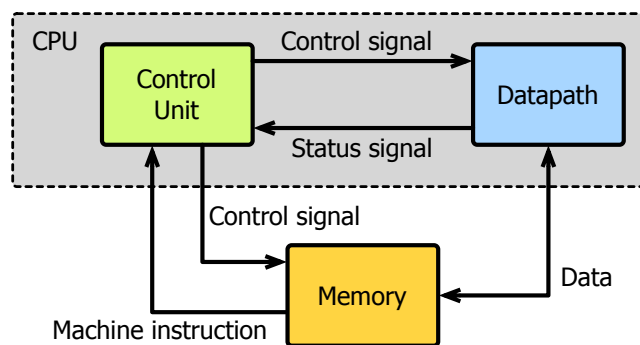 CPU
Control signal
Control
Unit
Datapath
Status signal
Control signal
Memory
Data
Machine instruction